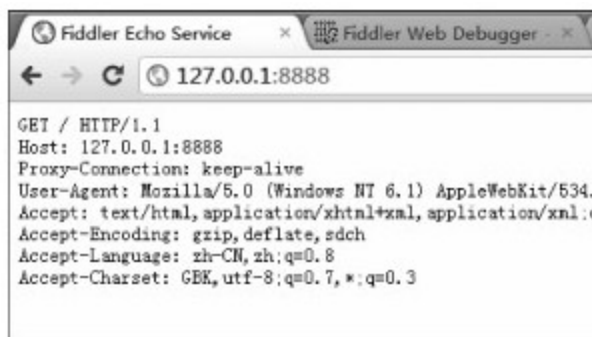 Fiddler Echo Service × Fiddler Web Debugger - ×
127.0.0.1:8888
GET / HTTP/1.1
Host: 127.0.0.1:8888
Proxy-Connection: keep-alive
User-Agent: Mozilla/5.0 (Windows NT 6.1) AppleWebKit/534.
Accept: text/html,application/xhtml+xml,application/xml;
Accept-Encoding: gzip,deflate,sdch
Accept-Language: zh-CN,zh;q=0.8
Accept-Charset: GBK,utf-8;q=0.7,*;q=0.3